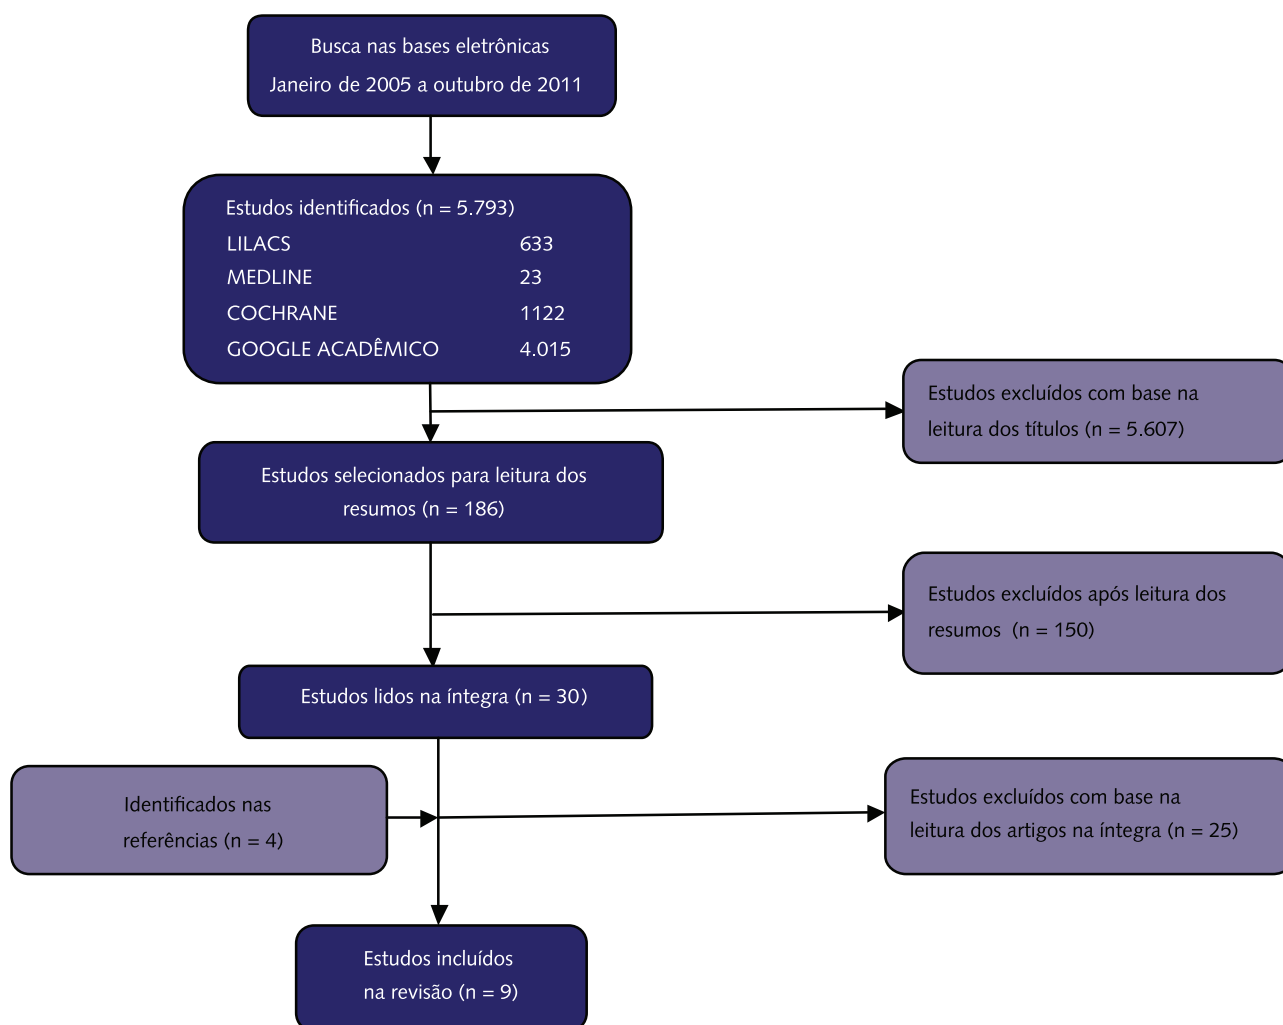 Busca nas bases eletrônicas
Janeiro de 2005 a outubro de 2011
Estudos identificados (n = 5.793)
LILACS 633
MEDLINE 23
COCHRANE 1122
GOOGLE ACADÊMICO 4.015
Estudos excluídos com base na
leitura dos títulos (n = 5.607)
Estudos selecionados para leitura dos
resumos (n = 186)
Estudos excluídos após leitura dos
resumos (n = 150)
Estudos lidos na íntegra (n = 30)
Identificados nas
referências (n = 4)
Estudos excluídos com base na
leitura dos artigos na íntegra (n = 25)
Estudos incluídos
na revisão (n = 9)